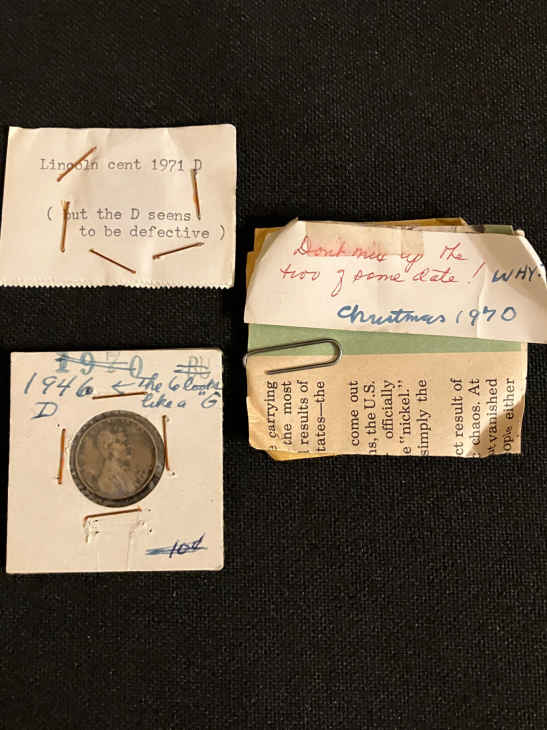 Lincoln cent 1971 D
( but the D seens
to be defective )
Don't mix up the
two of same date! WHY?
Christmas 1970
carrying
the most
results of
tates—the
come out
ns, the U.S.
officially
e "nickel."
simply the
ct result of
chaos. At
t vanished
either
1970 BU
1946 ← the 6 looks
D like a "G"
10¢